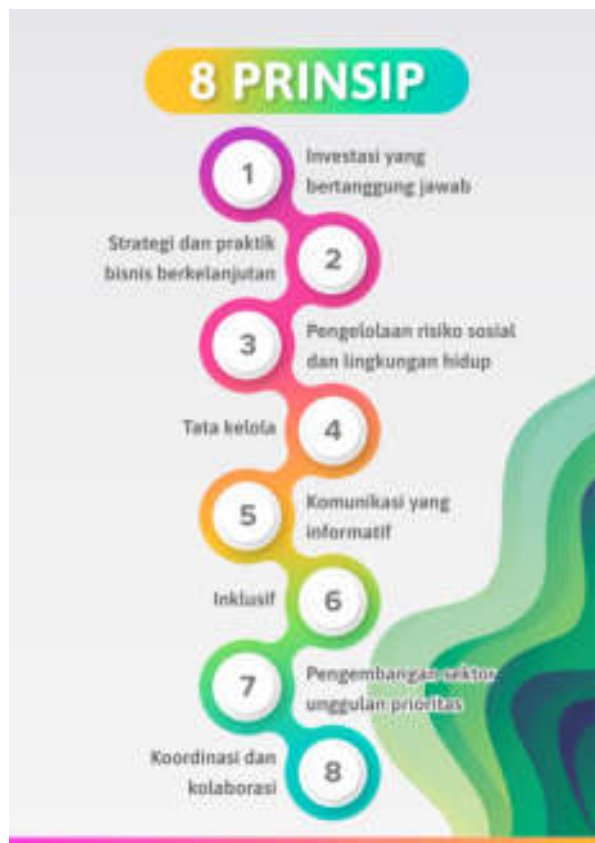 8 PRINSIP
1
Investasi yang
bertanggung jawab
Strategi dan praktik
bisnis berkelanjutan
2
3
Pengelolaan risiko sosial
dan lingkungan hidup
Tata kelola
4
5
Komunikasi yang
informatif
Inklusif
6
7
Pengembangan sektor
unggulan prioritas
Koordinasi dan
kolaborasi
8